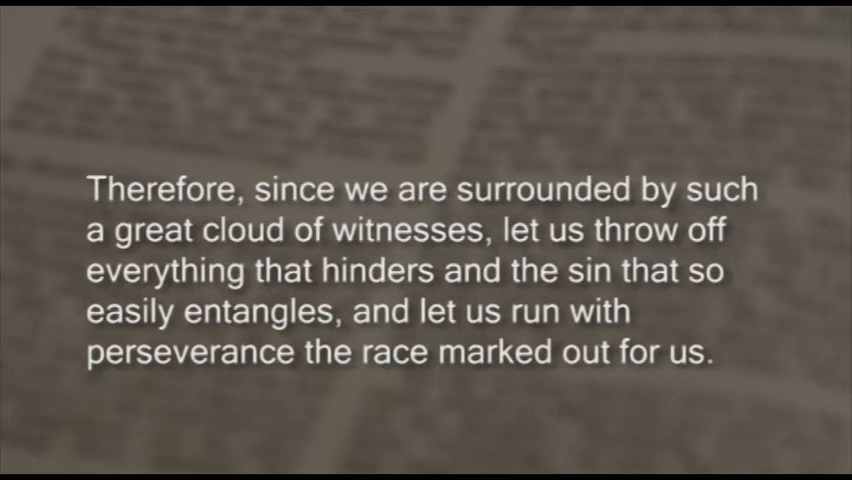 Therefore, since we are surrounded by such
a great cloud of witnesses, let us throw off
everything that hinders and the sin that so
easily entangles, and let us run with
perseverance the race marked out for us.